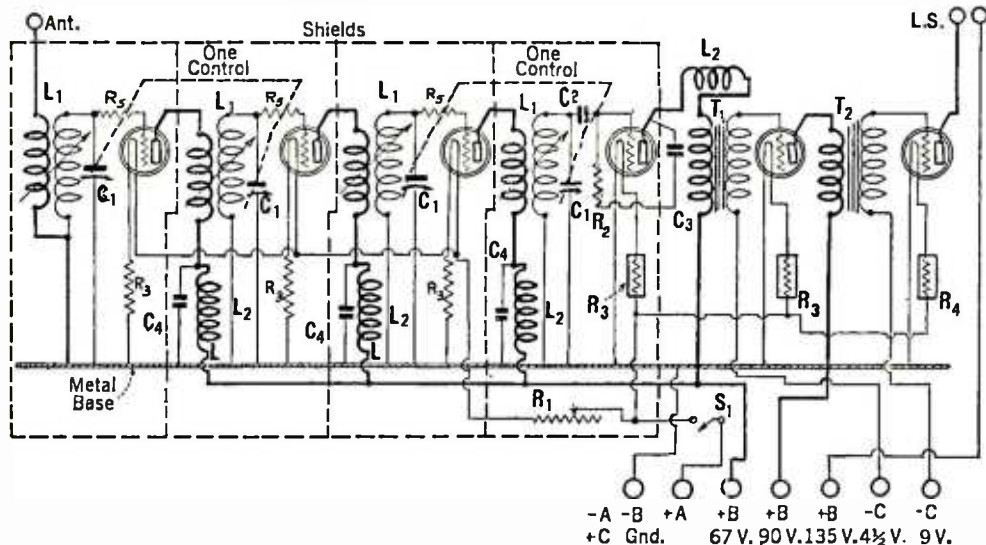 Ant.
Shields
L.S.
One
Control
One
Control
L2
L1
R5
L
R5
L1
R5
L1
C2
T1
T2
C1
C1
C1
C1
R2
C3
R3
R3
C4
L2
C4
L2
L
R3
C4
L2
R3
R3
R4
L
Metal
Base
R1
S1
-A -B +A +B +B +B -C -C
+C Gnd. 67 V. 90 V. 135 V. 4½ V. 9 V.